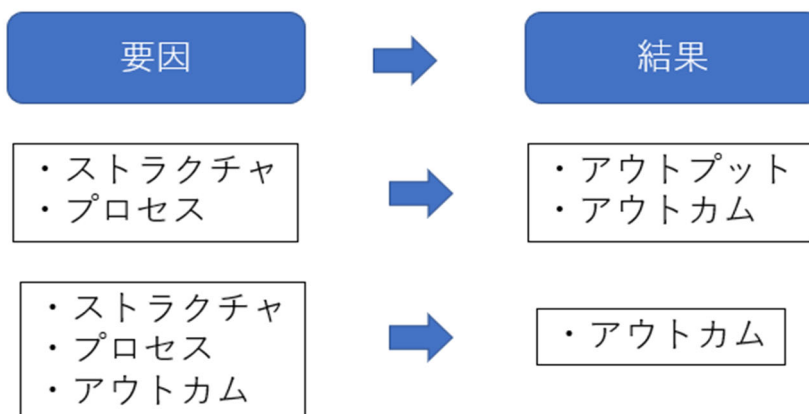 要因
結果
・ストラクチャ
・プロセス
・アウトプット
・アウトカム
・ストラクチャ
・プロセス
・アウトカム
・アウトカム